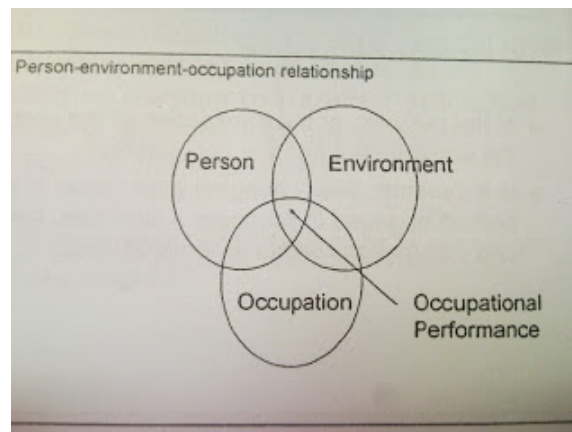 Person-environment-occupation relationship
Person
Environment
Occupation
Occupational
Performance